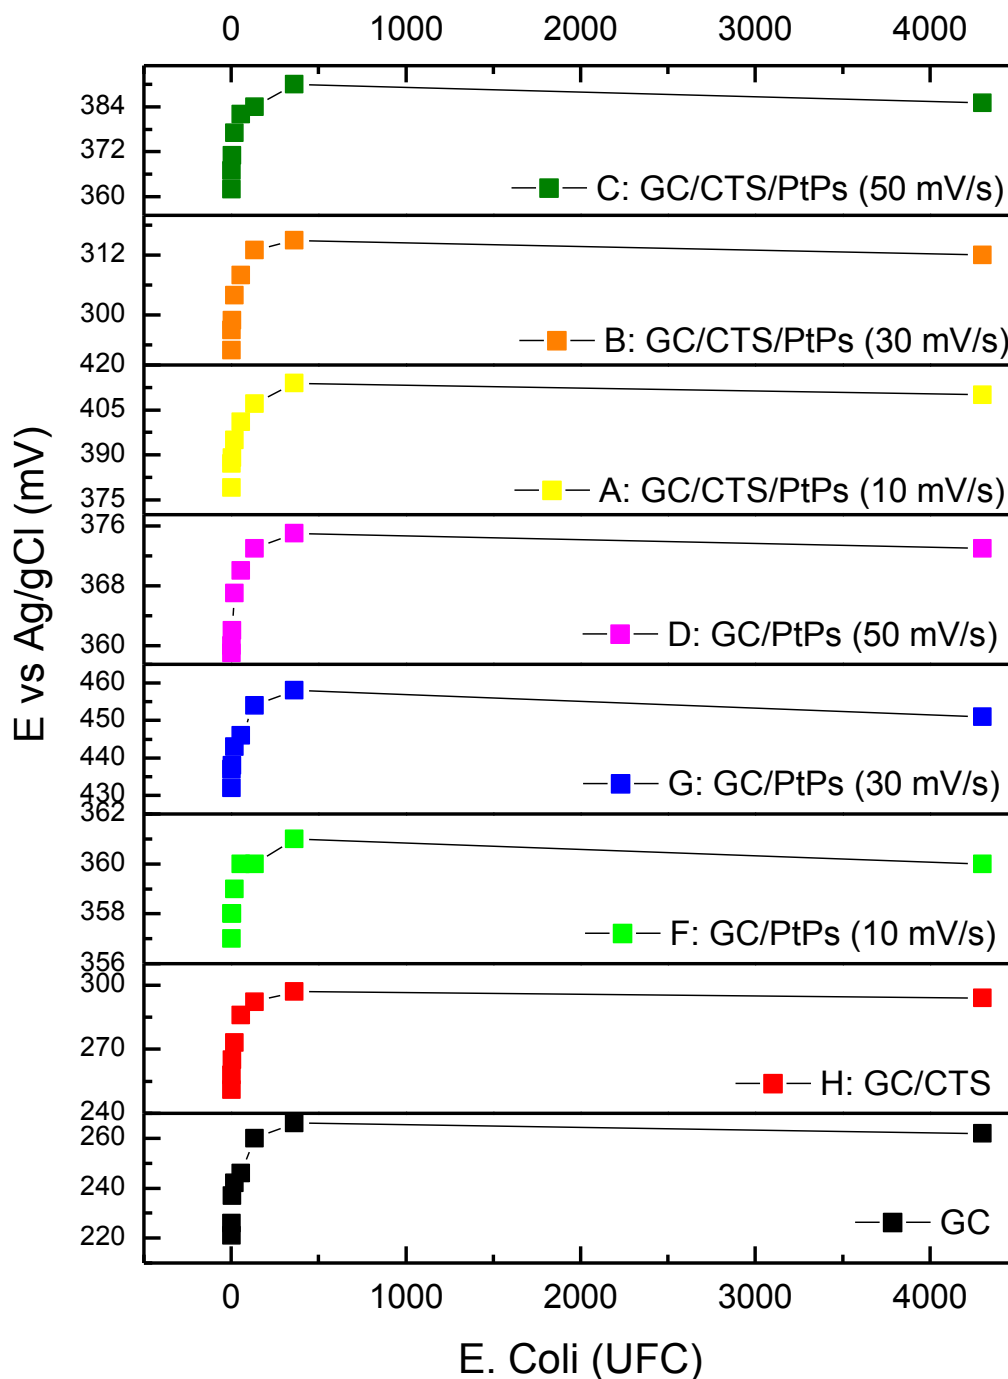 0 1000 2000 3000 4000
384
372
360
C: GC/CTS/PtPs (50 mV/s)
312
300
B: GC/CTS/PtPs (30 mV/s)
420
405
390
375
A: GC/CTS/PtPs (10 mV/s)
376
368
360
D: GC/PtPs (50 mV/s)
460
450
440
430
G: GC/PtPs (30 mV/s)
362
360
358
356
F: GC/PtPs (10 mV/s)
300
270
240
H: GC/CTS
260
240
220
GC
E vs Ag/gCl (mV)
0 1000 2000 3000 4000
E. Coli (UFC)